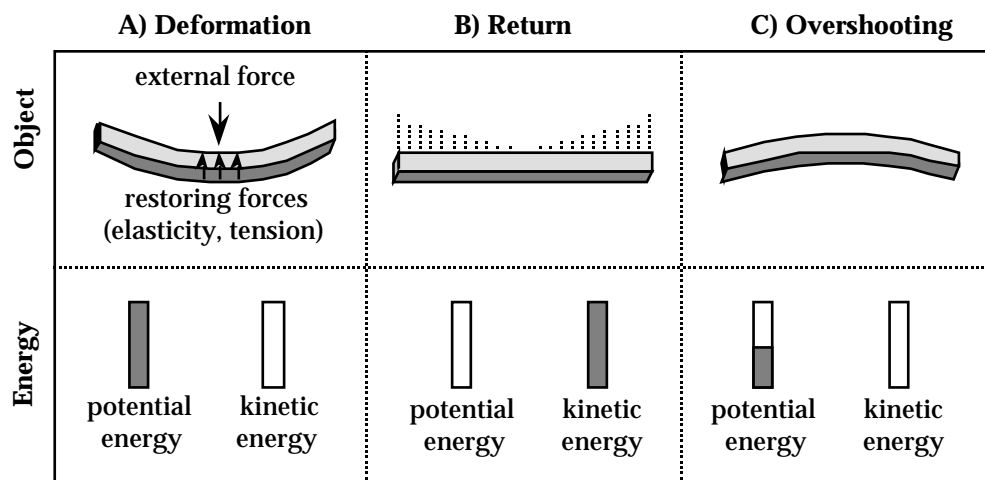 A) Deformation
B) Return
C) Overshooting
Object
external force
restoring forces
(elasticity, tension)
Energy
potential
energy
kinetic
energy
potential
energy
kinetic
energy
potential
energy
kinetic
energy